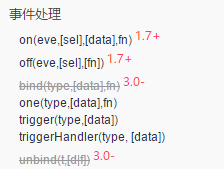 事件处理
on(eve,[sel],[data],fn) 1.7+
off(eve,[sel],[fn]) 1.7+
bind(type,[data],fn) 3.0-
one(type,[data],fn)
trigger(type,[data])
triggerHandler(type, [data])
unbind(t,[d|f]) 3.0-